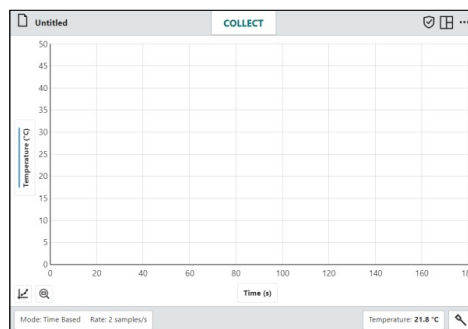 Untitled
COLLECT
50
45
40
35
30
25
20
15
10
5
0
Temperature (°C)
0 20 40 60 80 100 120 140 160 180
Time (s)
Mode: Time Based Rate: 2 samples/s
Temperature: 21.8 °C